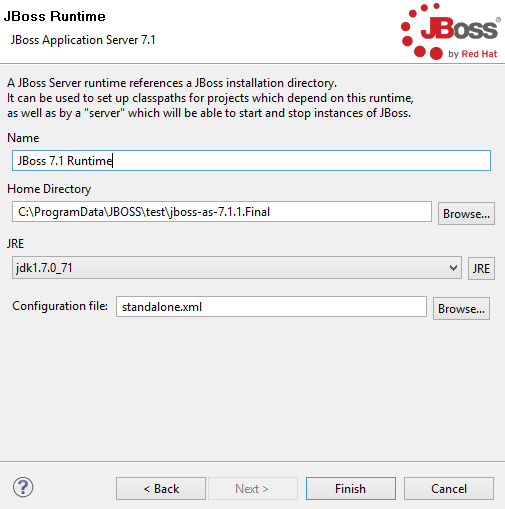 JBoss Runtime
JBoss Application Server 7.1
JBoss
by Red Hat
A JBoss Server runtime references a JBoss installation directory.
It can be used to set up classpaths for projects which depend on this runtime,
as well as by a "server" which will be able to start and stop instances of JBoss.
Name
JBoss 7.1 Runtime
Home Directory
C:\ProgramData\JBOSS\test\jboss-as-7.1.1.Final
Browse...
JRE
jdk1.7.0_71
JRE
Configuration file:
standalone.xml
Browse...
?
< Back
Next >
Finish
Cancel